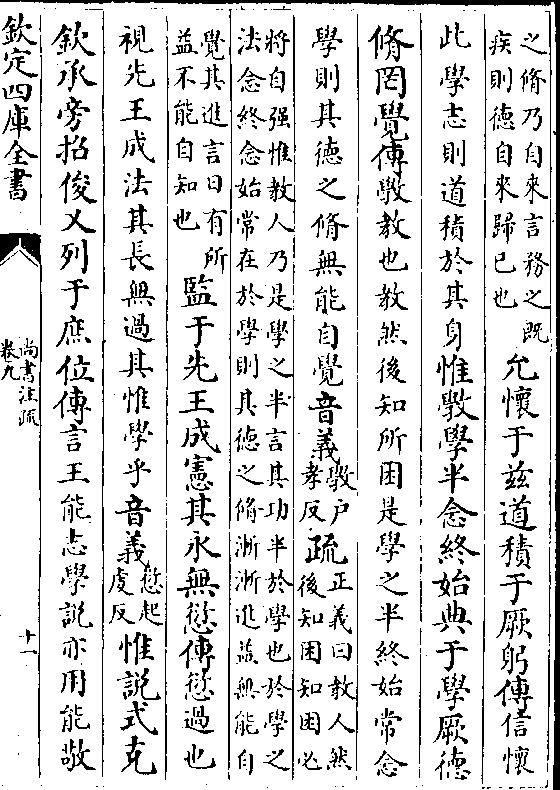 之脩乃自來言務之既
疾則德自來歸已也
允懷于兹道積于厥躬傳信懷
此學志則道積於其身惟斆學半念終始典于學厥德
脩罔覺傳斆教也教然後知所困是學之半終始常念
學則其德之脩無能自覺音義
斆户
孝反
疏
正義曰教人然
後知困知困必
將自强惟教人乃是學之半言其功半於學也於學之
法念終念始常在於學則其德之脩漸漸進益無能自
覺其進言日有所
益不能自知也
監于先王成憲其永無愆傳愆過也
視先王成法其長無過其惟學乎音義
愆起
虔反
惟說式克
欽承旁招俊乂列于庶位傳言王能志學說亦用能敬
欽定四庫全書
尚書注疏
卷九
十一